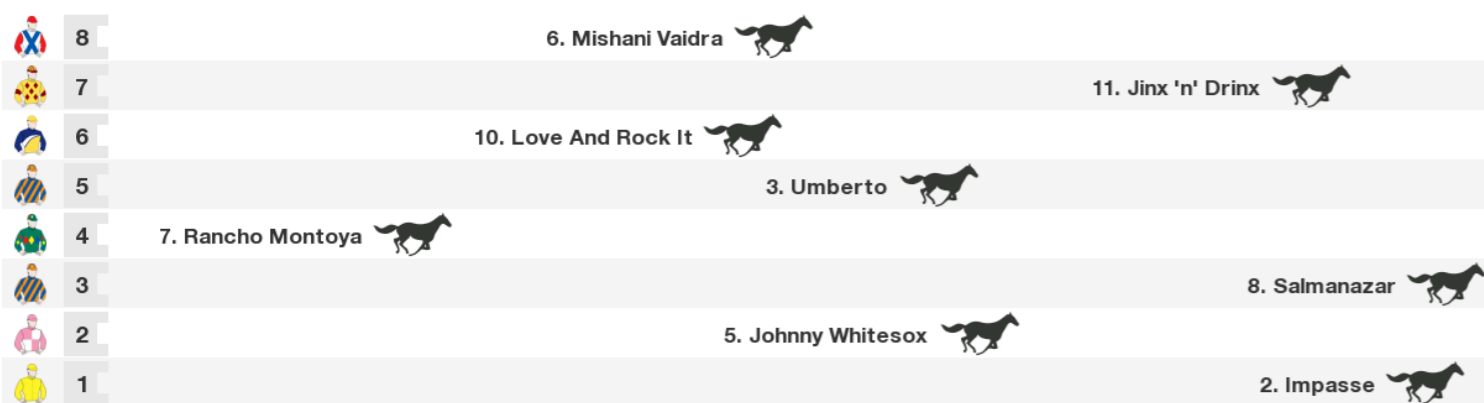 8 6. Mishani Vaidra
7 11. Jinx 'n' Drinx
6 10. Love And Rock It
5 3. Umberto
4 7. Rancho Montoya
3 8. Salmanazar
2 5. Johnny Whitesox
1 2. Impasse